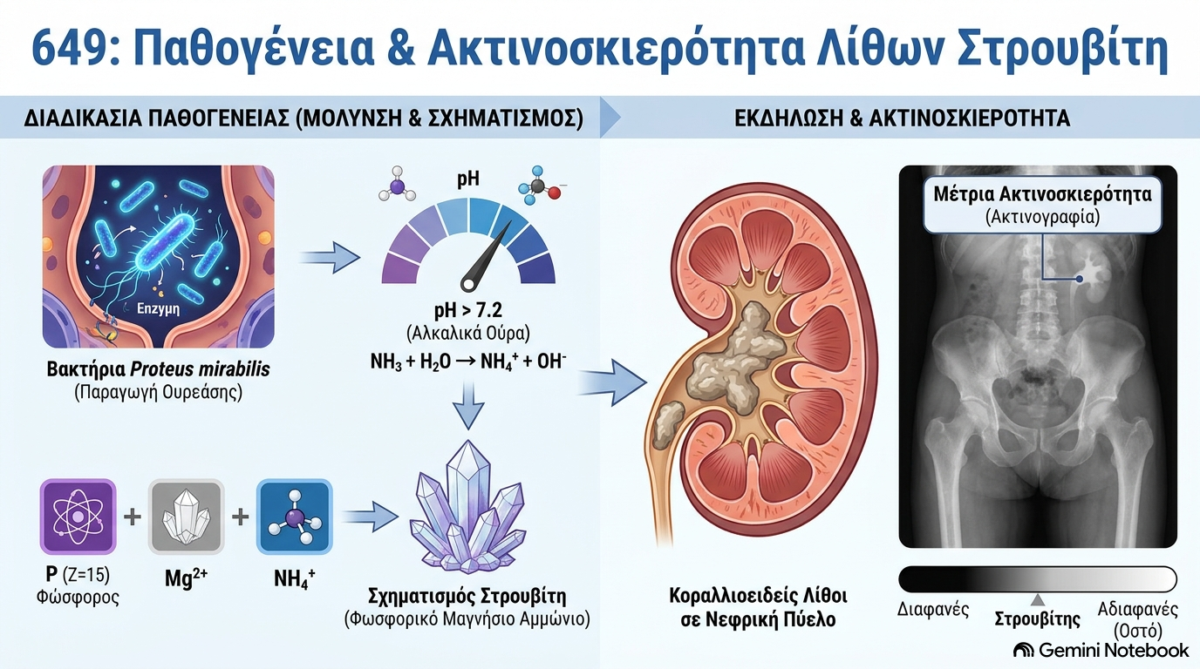 649: Παθογένεια & Ακτινοσκιερότητα Λίθων Στρουβίτη
ΔΙΑΔΙΚΑΣΙΑ ΠΑΘΟΓΕΝΕΙΑΣ (ΜΟΛΥΝΣΗ & ΣΧΗΜΑΤΙΣΜΟΣ)
Enzγμη
Βακτήρια Proteus mirabilis
(Παραγωγή Ουρεάσης)
pH
pH > 7.2
(Αλκαλικά Ούρα)
NH₃ + H₂O → NH₄⁺ + OH⁻
P (Z=15)
Φώσφορος
+
Mg²⁺
+
NH₄⁺
Σχηματισμός Στρουβίτη
(Φωσφορικό Μαγνήσιο Αμμώνιο)
ΕΚΔΗΛΩΣΗ & ΑΚΤΙΝΟΣΚΙΕΡΟΤΗΤΑ
Κοραλλιοειδείς Λίθοι
σε Νεφρική Πύελο
Μέτρια Ακτινοσκιερότητα
(Ακτινογραφία)
Διαφανές
Στρουβίτης
Αδιαφανές
(Οστό)
Gemini Notebook